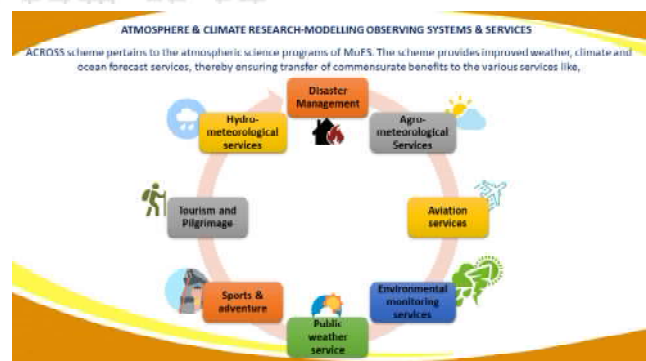 ATMOSPHERE & CLIMATE RESEARCH-MODELLING OBSERVING SYSTEMS & SERVICES
ACROSS scheme pertains to the atmospheric science programs of MoES. The scheme provides improved weather, climate and
ocean forecast services, thereby ensuring transfer of commensurate benefits to the various services like,
Disaster
Management
Agro-
meteorological
Services
Aviation
services
Environmental
monitoring
services
Public
weather
service
Sports &
adventure
Tourism and
Pilgrimage
Hydro-
meteorological
services